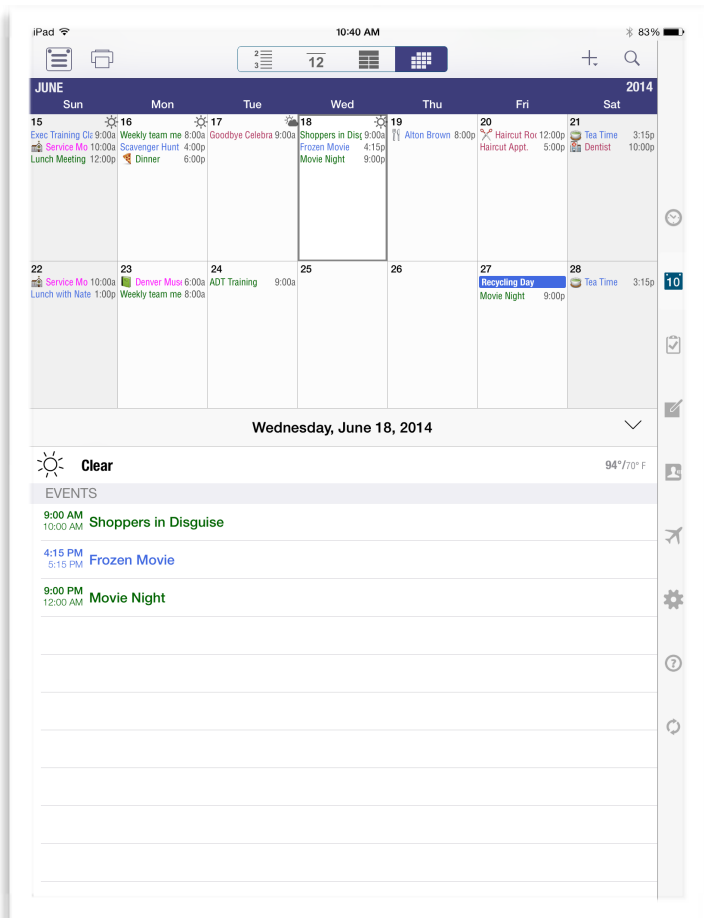 iPad 10:40 AM 83%
2 3 12
JUNE 2014
Sun Mon Tue Wed Thu Fri Sat
15 16 17 18 19 20 21
Exec Training Cla 9:00a Weekly team me 8:00a Goodbye Celebra 9:00a Shoppers in Disg 9:00a Alton Brown 8:00p Haircut Ror 12:00p Tea Time 3:15p
Service Mo 10:00a Scavenger Hunt 4:00p Frozen Movie 4:15p Haircut Appt. 5:00p Dentist 10:00p
Lunch Meeting 12:00p Dinner 6:00p Movie Night 9:00p
22 23 24 25 26 27 28
Service Mo 10:00a Denver Muse 6:00a ADT Training 9:00a Recycling Day Tea Time 3:15p
Lunch with Nate 1:00p Weekly team me 8:00a Movie Night 9:00p
10
Wednesday, June 18, 2014
Clear 94°/70° F
EVENTS
9:00 AM
10:00 AM Shoppers in Disguise
4:15 PM
5:15 PM Frozen Movie
9:00 PM
12:00 AM Movie Night
?